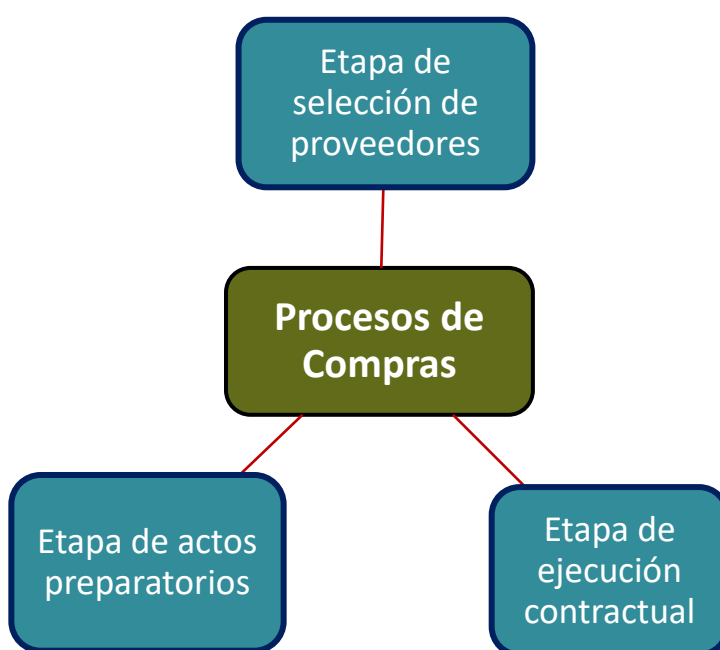 Etapa de
selección de
proveedores
Procesos de
Compras
Etapa de actos
preparatorios
Etapa de
ejecución
contractual